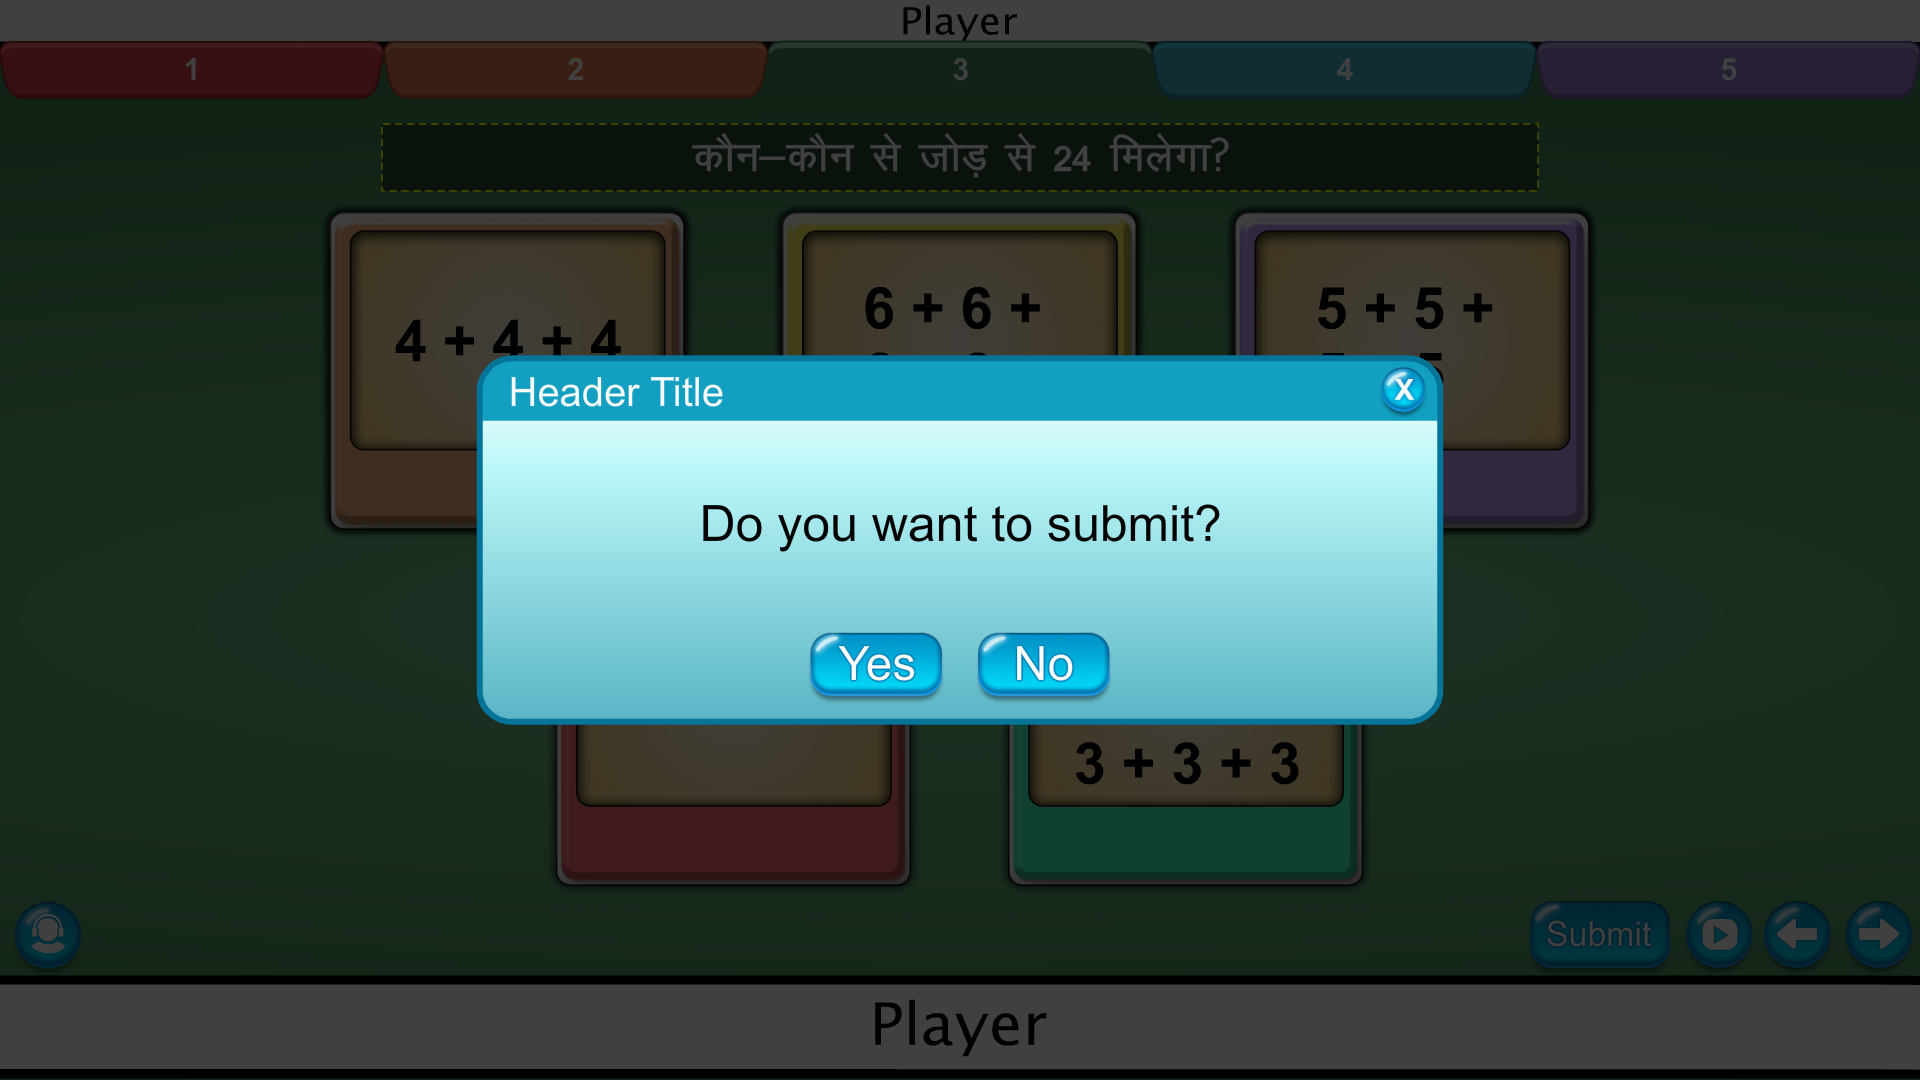 Player
1
2
3
4
5
कौन–कौन से जोड़ से 24 मिलेगा?
4 + 4 + 4
6 + 6 +
5 + 5 +
Header Title
X
Do you want to submit?
Yes
No
3 + 3 + 3
Submit
Player